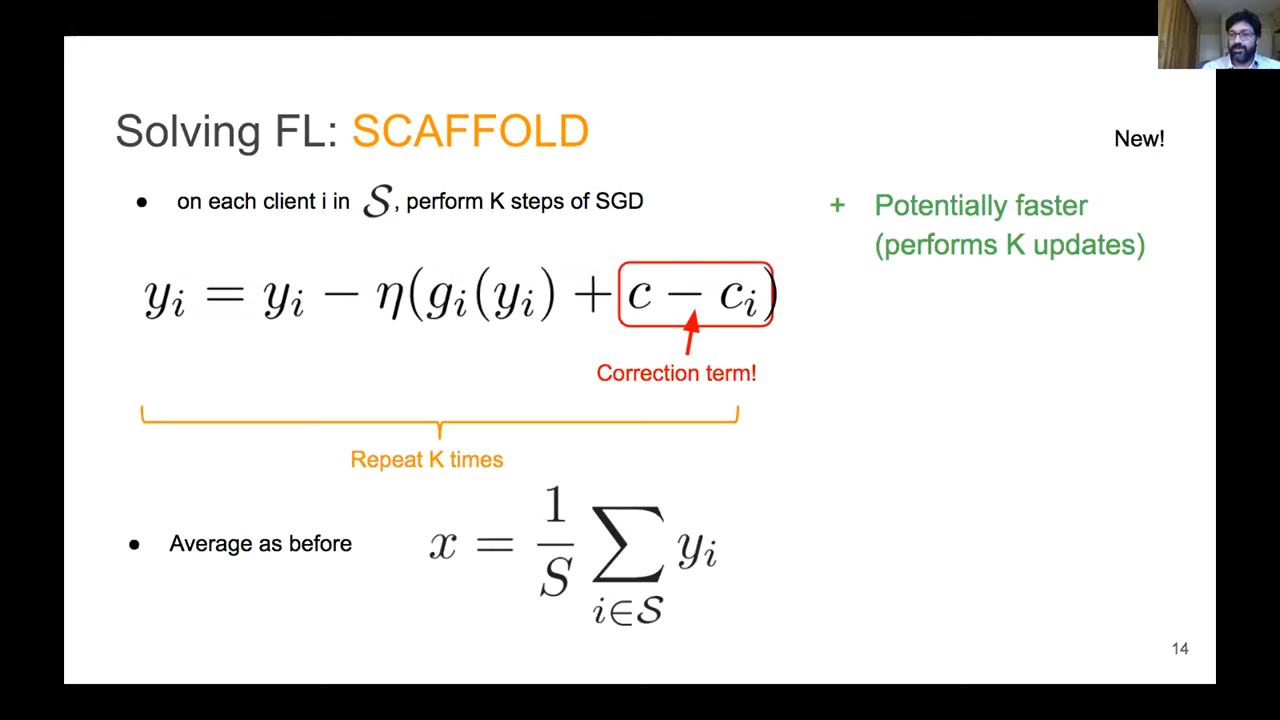 Solving FL: SCAFFOLD
New!
● on each client i in 𝒮, perform K steps of SGD
+ Potentially faster
(performs K updates)
yᵢ = yᵢ − η(gᵢ(yᵢ) + c − cᵢ)
Correction term!
Repeat K times
● Average as before
x = 1/S ∑_{i∈𝒮} yᵢ
14